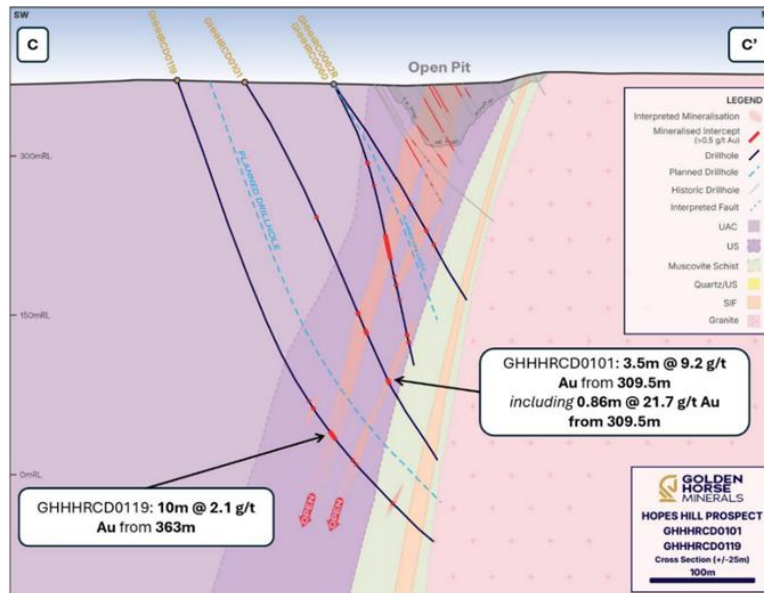 SW
C
C'
GHHHRCD0119
GHHHRCD0101
GHHHRCD0062R
Open Pit
300mRL
150mRL
0mRL
PLANNED DRILLHOLE
LEGEND
Interpreted Mineralisation
Mineralised Intercept
(>0.5 g/t Au)
Drillhole
Planned Drillhole
Historic Drillhole
Interpreted Fault
UAC
US
Muscovite Schist
Quartz/US
SIF
Granite
GHHHRCD0101: 3.5m @ 9.2 g/t
Au from 309.5m
including 0.86m @ 21.7 g/t Au
from 309.5m
GHHHRCD0119: 10m @ 2.1 g/t
Au from 363m
OPEN
OPEN
GOLDEN
HORSE
MINERALS
HOPES HILL PROSPECT
GHHHRCD0101
GHHHRCD0119
Cross Section (+/-25m)
100m